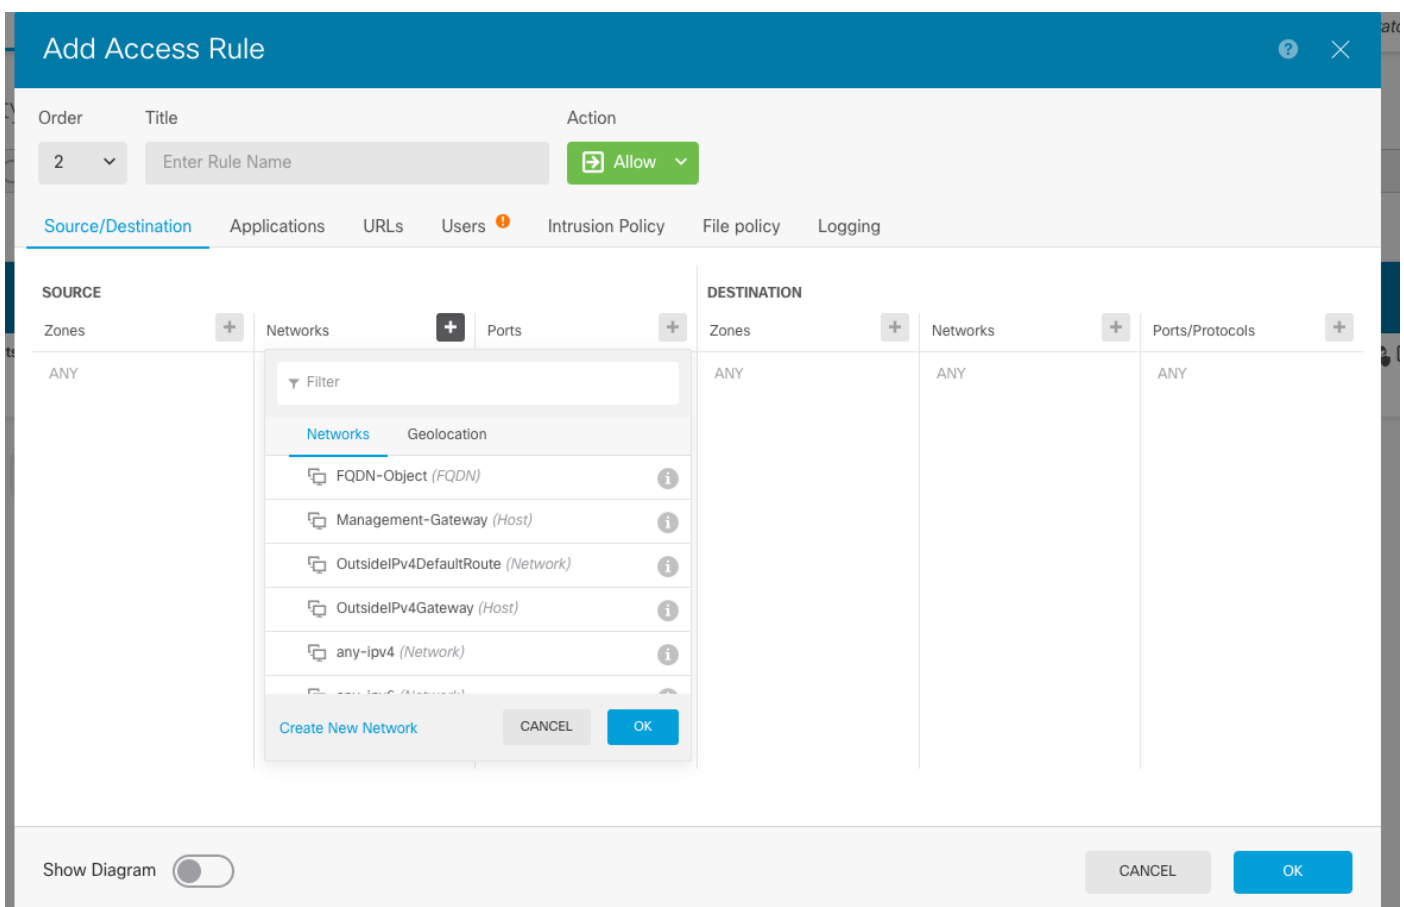 Add Access Rule
Order Title Action
2 Enter Rule Name Allow
Source/Destination Applications URLs Users Intrusion Policy File policy Logging
SOURCE DESTINATION
Zones Networks Ports Zones Networks Ports/Protocols
ANY ANY ANY ANY
Filter
Networks Geolocation
FQDN-Object (FQDN)
Management-Gateway (Host)
OutsideIPv4DefaultRoute (Network)
OutsideIPv4Gateway (Host)
any-ipv4 (Network)
any-ipv6 (Network)
Create New Network CANCEL OK
Show Diagram CANCEL OK